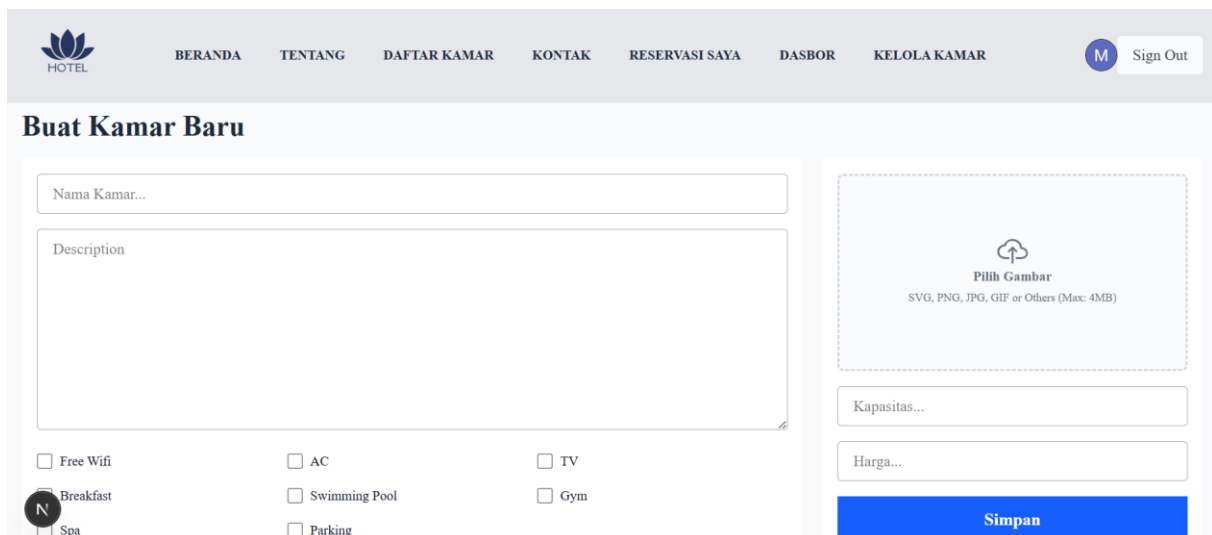 HOTEL
BERANDA TENTANG DAFTAR KAMAR KONTAK RESERVASI SAYA DASBOR KELOLA KAMAR M Sign Out
Buat Kamar Baru
Nama Kamar...
Description
Free Wifi AC TV
Breakfast Swimming Pool Gym
Spa Parking
N
Pilih Gambar
SVG, PNG, JPG, GIF or Others (Max: 4MB)
Kapasitas...
Harga...
Simpan